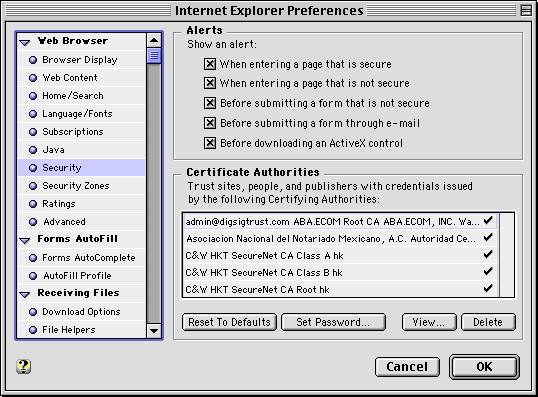 Internet Explorer Preferences
Web Browser
Browser Display
Web Content
Home/Search
Language/Fonts
Subscriptions
Java
Security
Security Zones
Ratings
Advanced
Forms AutoFill
Forms AutoComplete
AutoFill Profile
Receiving Files
Download Options
File Helpers
Alerts
Show an alert:
When entering a page that is secure
When entering a page that is not secure
Before submitting a form that is not secure
Before submitting a form through e-mail
Before downloading an ActiveX control
Certificate Authorities
Trust sites, people, and publishers with credentials issued
by the following Certifying Authorities:
admin@digsigtrust.com ABA.ECOM Root CA ABA.ECOM, INC. Wa...
Asociacion Nacional del Notariado Mexicano, A.C. Autoridad Ce...
C&W HKT SecureNet CA Class A hk
C&W HKT SecureNet CA Class B hk
C&W HKT SecureNet CA Root hk
Reset To Defaults
Set Password...
View...
Delete
?
Cancel
OK